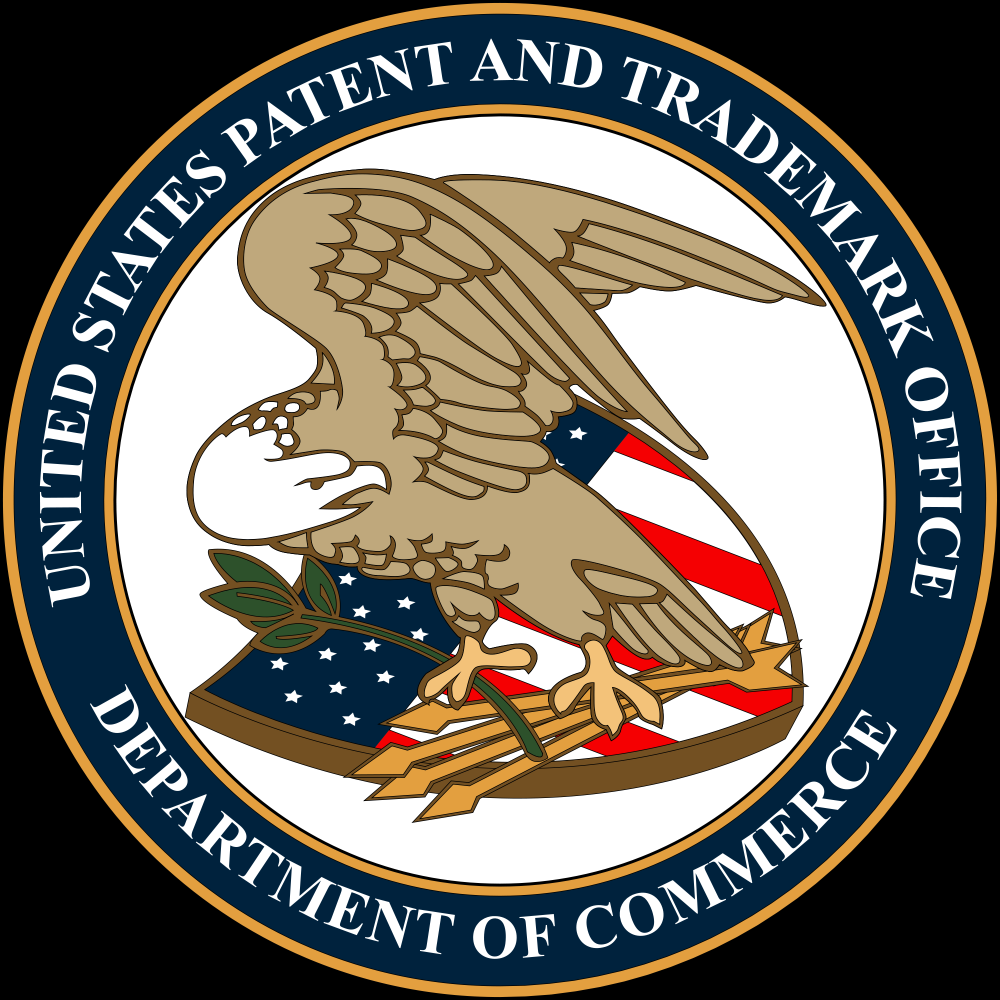 UNITED STATES PATENT AND TRADEMARK OFFICE
DEPARTMENT OF COMMERCE